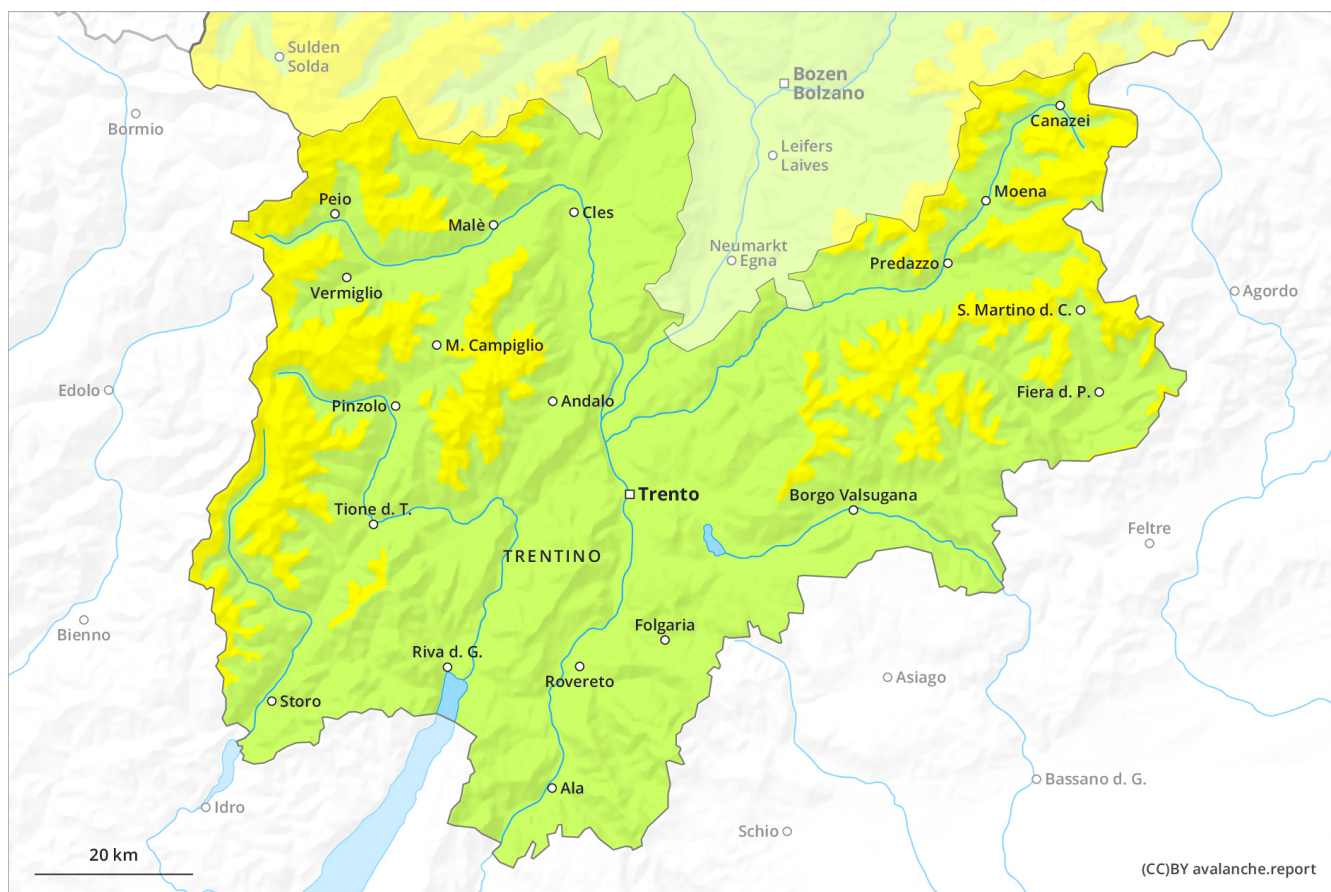 Sulden
Solda
Bozen
Bolzano
Canazei
Bormio
Leifers
Laives
Peio
Malè
Cles
Moena
Neumarkt
Egna
Predazzo
Vermiglio
Agordo
S. Martino d. C.
M. Campiglio
Edolo
Andalo
Fiera d. P.
Pinzolo
Trento
Borgo Valsugana
Tione d. T.
Feltre
TRENTINO
Bienno
Folgaria
Riva d. G.
Rovereto
Asiago
Storo
Bassano d. G.
Ala
Idro
Schio
20 km
(CC)BY avalanche.report